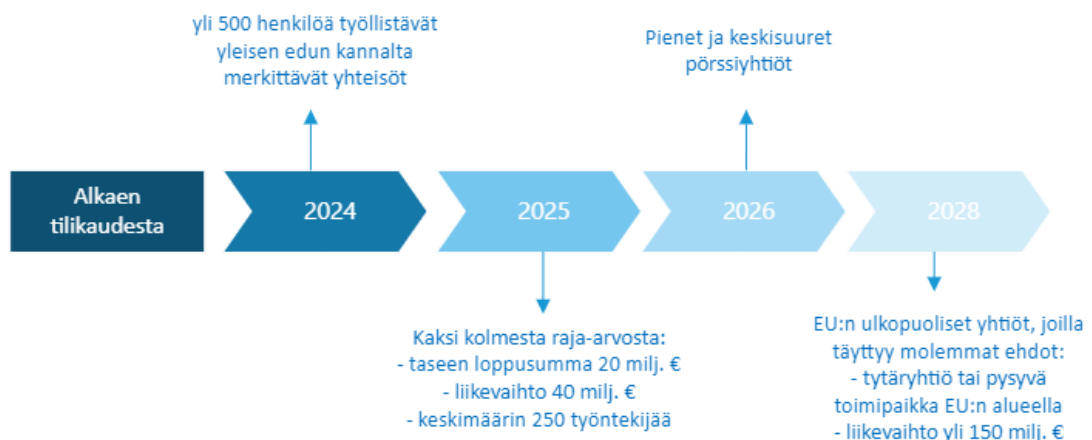 yli 500 henkilöä työllistävät
yleisen edun kannalta
merkittävät yhteisöt
Pienet ja keskisuuret
pörssiyhtiöt
Alkaen
tilikaudesta
2024
2025
2026
2028
Kaksi kolmesta raja-arvosta:
- taseen loppusumma 20 milj. €
- liikevaihto 40 milj. €
- keskimäärin 250 työntekijää
EU:n ulkopuoliset yhtiöt, joilla
täyttyy molemmat ehdot:
- tytäryhtiö tai pysyvä
toimipaikka EU:n alueella
- liikevaihto yli 150 milj. €